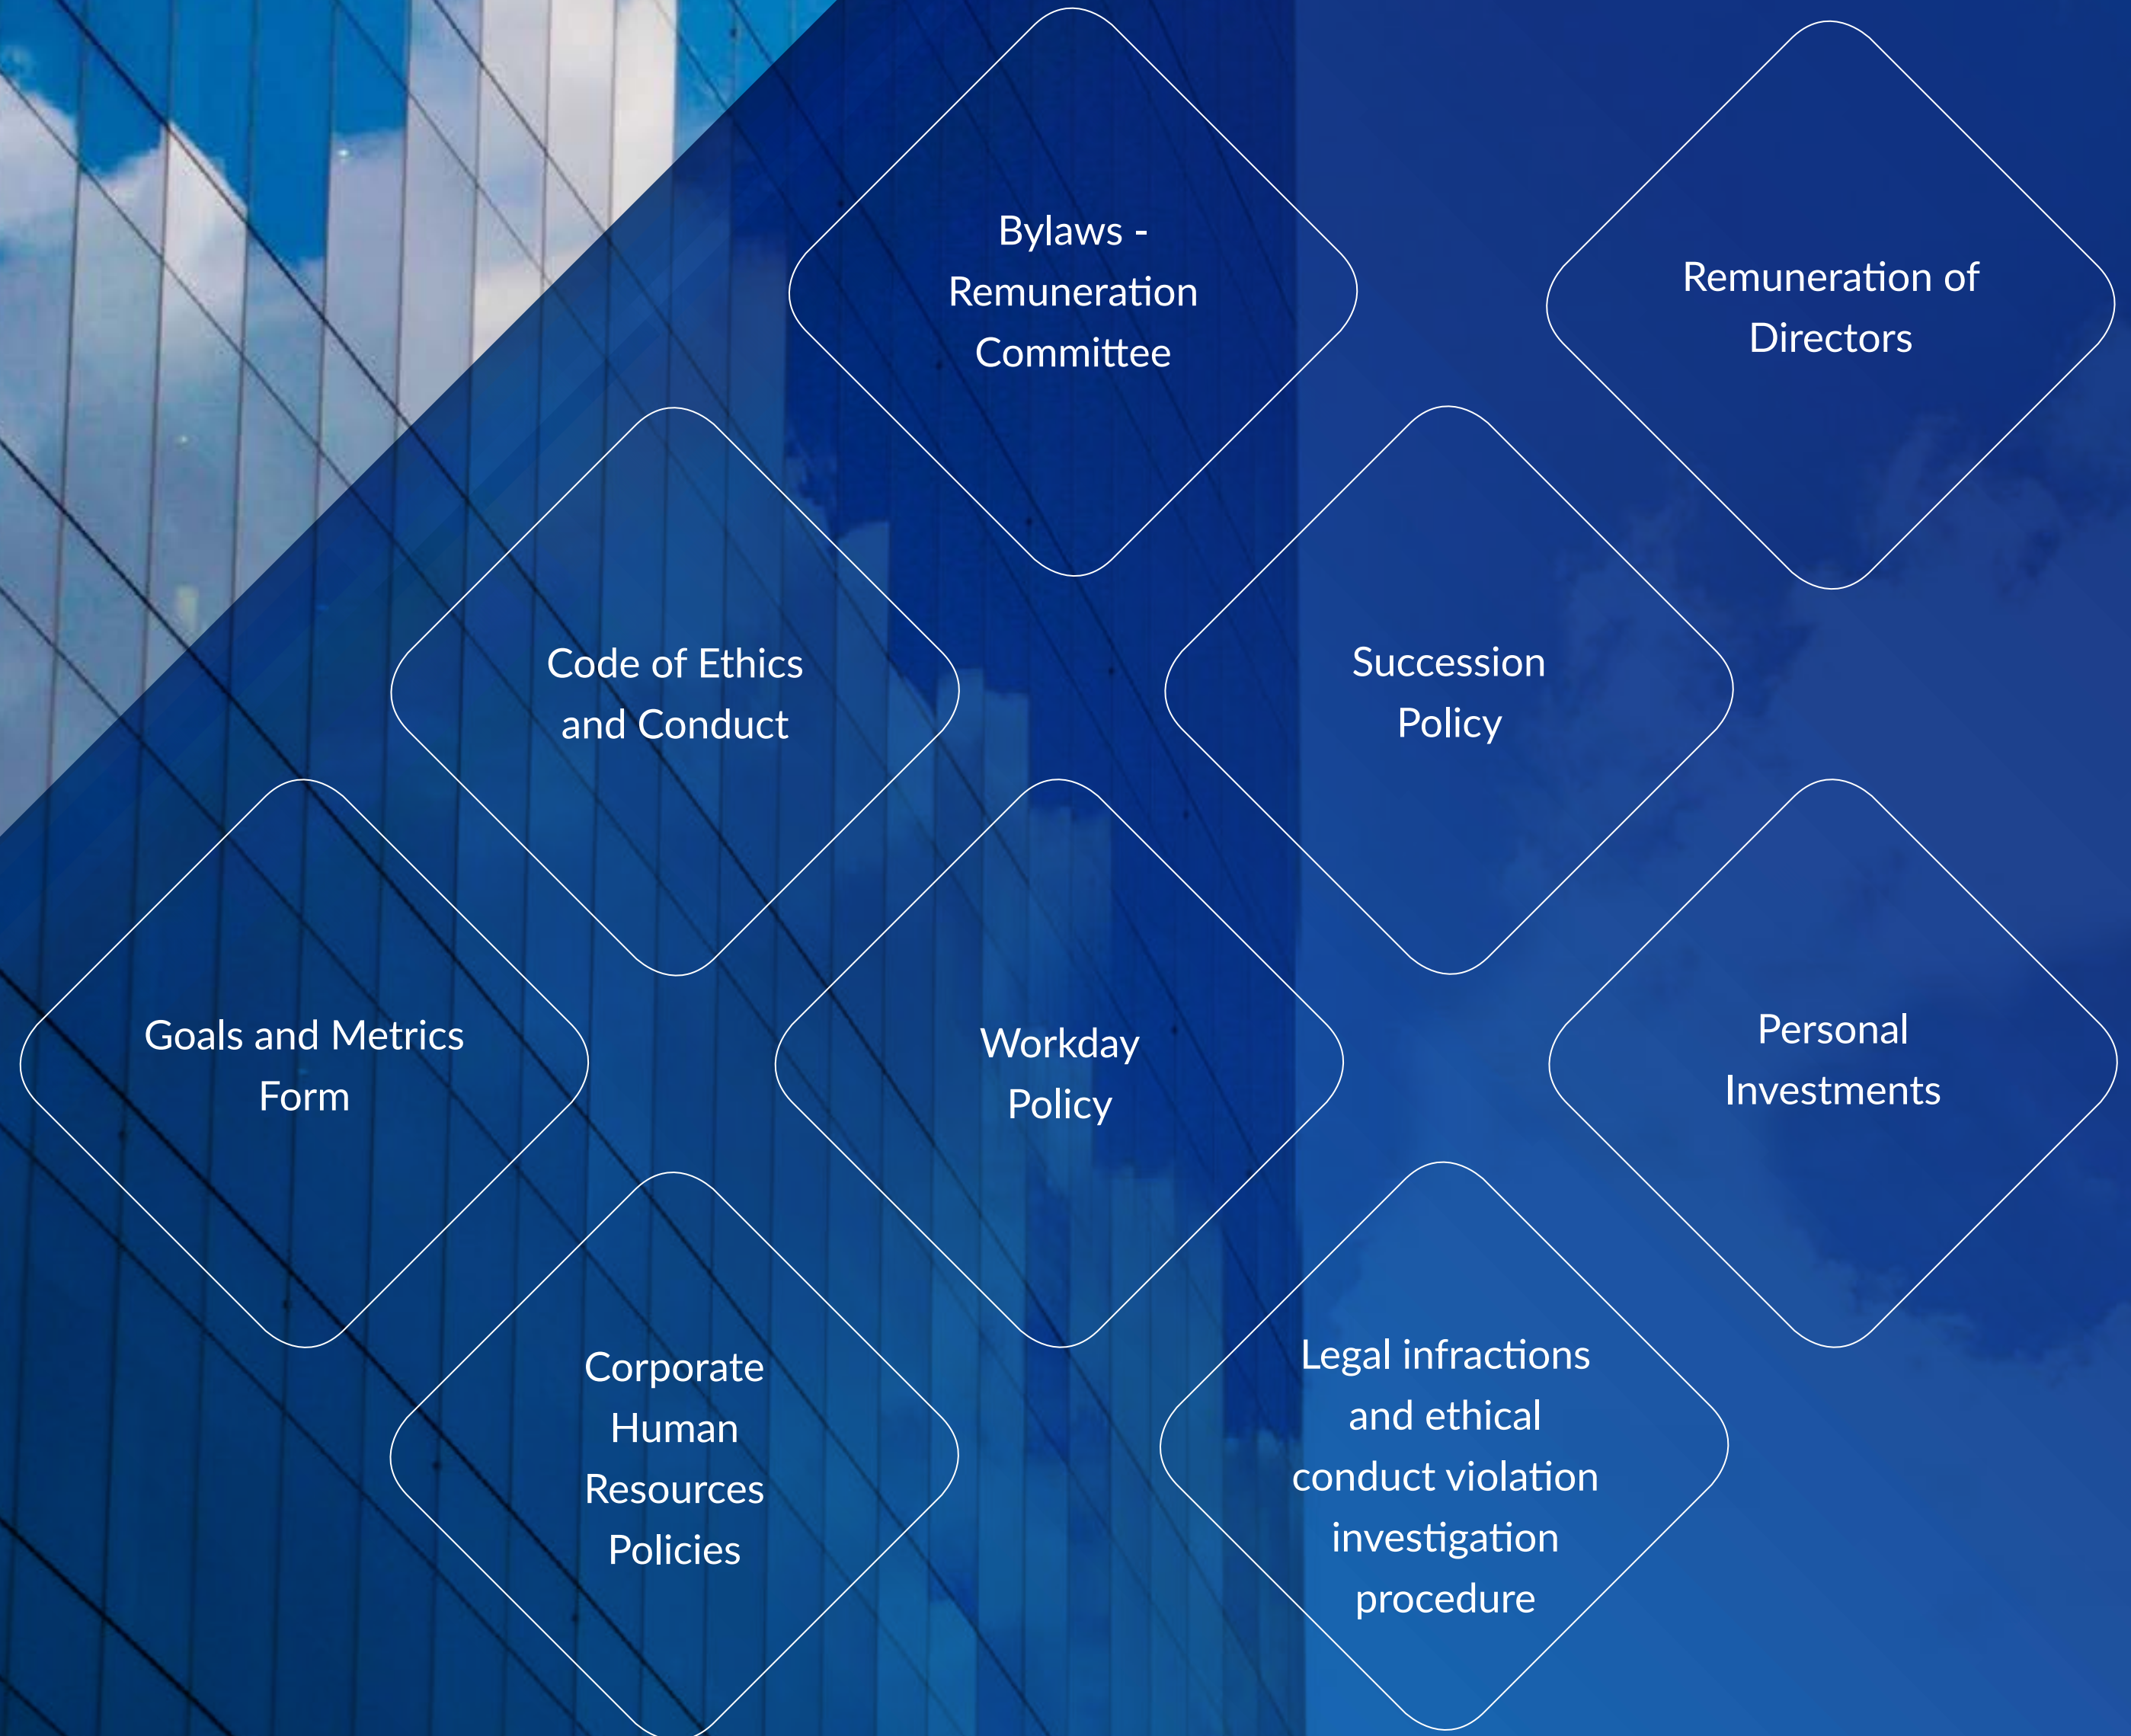 Bylaws -
Remuneration
Committee
Remuneration of
Directors
Code of Ethics
and Conduct
Succession
Policy
Goals and Metrics
Form
Workday
Policy
Personal
Investments
Corporate
Human
Resources
Policies
Legal infractions
and ethical
conduct violation
investigation
procedure